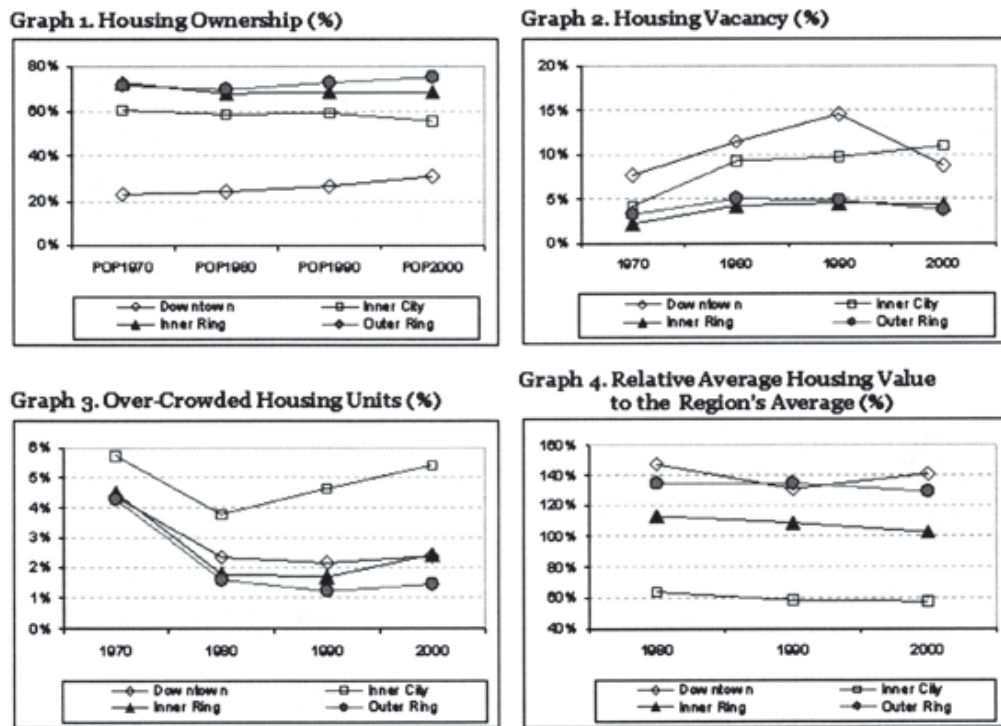 Graph 1. Housing Ownership (%)
80%
60%
40%
20%
0%
POP1970 POP1980 POP1990 POP2000
Downtown Inner City
Inner Ring Outer Ring
Graph 2. Housing Vacancy (%)
20%
15%
10%
5%
0%
1970 1980 1990 2000
Downtown Inner City
Inner Ring Outer Ring
Graph 3. Over-Crowded Housing Units (%)
6%
5%
4%
3%
2%
1%
0%
1970 1980 1990 2000
Downtown Inner City
Inner Ring Outer Ring
Graph 4. Relative Average Housing Value
to the Region's Average (%)
160%
140%
120%
100%
80%
60%
40%
1980 1990 2000
Downtown Inner City
Inner Ring Outer Ring